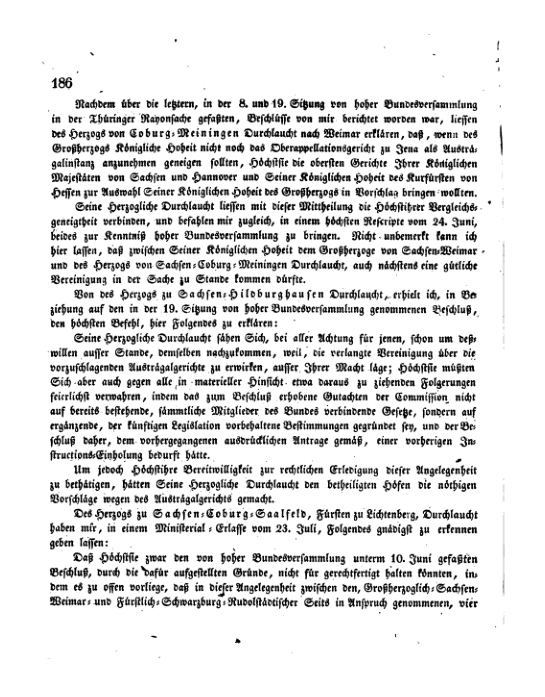 186
Nachdem über die letztern, in der 8. und 19. Sitzung von hoher Bundesversammlung
in der Thüringer Rayonsache gefaßten, Beschlüsse von mir berichtet worden war, liessen
des Herzogs von Coburg-Meiningen Durchlaucht nach Weimar erklären, daß, wenn des
Großherzogs Königliche Hoheit nicht noch das Oberappellationsgericht zu Jena als Austrä-
galinstanz anzunehmen geneigen sollten, Höchstsie die obersten Gerichte Ihrer Königlichen
Majestäten von Sachsen und Hannover und Seiner Königlichen Hoheit des Kurfürsten von
Hessen zur Auswahl Seiner Königlichen Hoheit des Großherzogs in Vorschlag bringen wollten.
Seine Herzogliche Durchlaucht liessen mit dieser Mittheilung die Höchstihrer Vergleichs-
geneigtheit verbinden, und befahlen mir zugleich, in einem höchsten Rescripte vom 24. Juni,
beides zur Kenntniß hoher Bundesversammlung zu bringen. Nicht unbemerkt kann ich
hier lassen, daß zwischen Seiner Königlichen Hoheit dem Großherzoge von Sachsen-Weimar
und des Herzogs von Sachsen-Coburg-Meiningen Durchlaucht, auch nächstens eine gütliche
Vereinigung in der Sache zu Stande kommen dürfte.
Von des Herzogs zu Sachsen-Hildburghausen Durchlaucht, erhielt ich, in Be-
ziehung auf den in der 19. Sitzung von hoher Bundesversammlung genommenen Beschluß,
den höchsten Befehl, hier Folgendes zu erklären:
Seine Herzogliche Durchlaucht sähen Sich, bei aller Achtung für jenen, schon um deß-
willen ausser Stande, demselben nachzukommen, weil, die verlangte Vereinigung über die
vorzuschlagenden Austrägalgerichte zu erwirken, ausser Ihrer Macht läge; Höchstsie müßten
Sich aber auch gegen alle in materieller Hinsicht etwa daraus zu ziehenden Folgerungen
feierlichst verwahren, indem das zum Beschluß erhobene Gutachten der Commission nicht
auf bereits bestehende, sämmtliche Mitglieder des Bundes verbindende Gesetze, sondern auf
ergänzende, der künftigen Legislation vorbehaltene Bestimmungen gegründet sey, und der Be-
schluß daher, dem vorhergegangenen ausdrücklichen Antrage gemäß, einer vorherigen In-
structions-Einholung bedurft hätte.
Um jedoch Höchstihre Bereitwilligkeit zur rechtlichen Erledigung dieser Angelegenheit
zu bethätigen, hätten Seine Herzogliche Durchlaucht den betheiligten Höfen die nöthigen
Vorschläge wegen des Austrägalgerichts gemacht.
Des Herzogs zu Sachsen-Coburg-Saalfeld, Fürsten zu Lichtenberg, Durchlaucht
haben mir, in einem Ministerial-Erlasse vom 23. Juli, Folgendes gnädigst zu erkennen
geben lassen:
Daß Höchstsie zwar den von hoher Bundesversammlung unterm 10. Juni gefaßten
Beschluß, durch die dafür aufgestellten Gründe, nicht für gerechtfertigt halten könnten, in-
dem es zu offen vorliege, daß in dieser Angelegenheit zwischen den, Großherzoglich-Sachsen-
Weimar- und Fürstlich-Schwarzburg-Rudolstädtischer Seits in Anspruch genommenen, vier